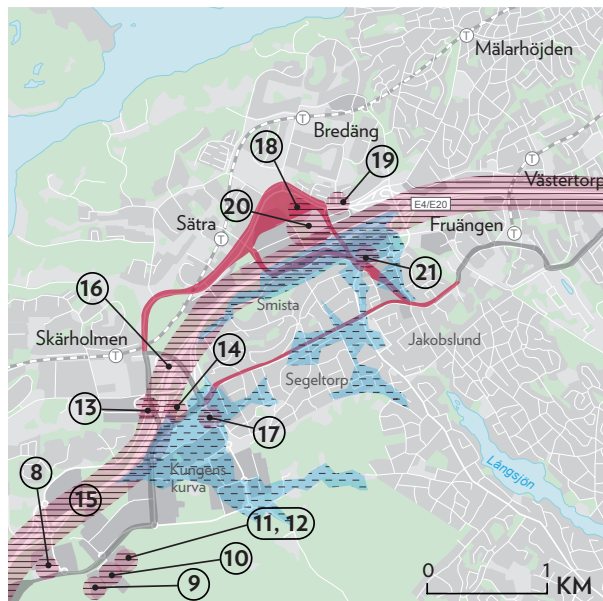 Mälarhöjden
T
T
Bredäng
18
19
T
Västertorp
E4/E20
20
Sätra
T
Fruängen
T
21
16
Smista
Skärholmen
T
14
Jakobslund
Segeltorp
13
17
Kungens
kurva
Långsjön
8
15
11, 12
10
9
0 1
KM